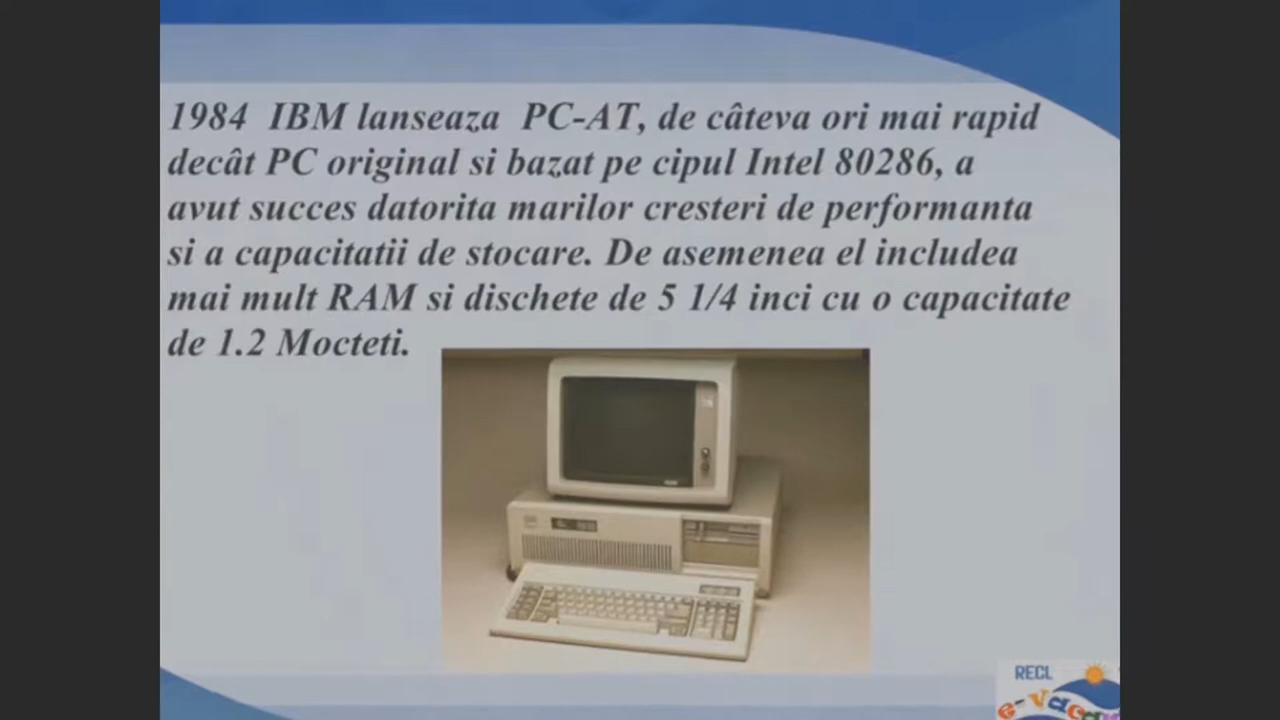 1984 IBM lanseaza PC-AT, de câteva ori mai rapid
decât PC original si bazat pe cipul Intel 80286, a
avut succes datorita marilor cresteri de performanta
si a capacitatii de stocare. De asemenea el includea
mai mult RAM si dischete de 5 1/4 inci cu o capacitate
de 1.2 Mocteti.
RECL